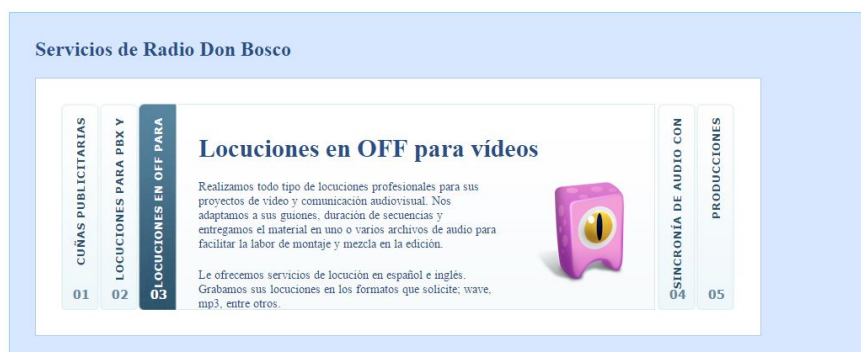 Servicios de Radio Don Bosco
CUÑAS PUBLICITARIAS
01
LOCUCIONES PARA PBX Y
02
LOCUCIONES EN OFF PARA
03
Locuciones en OFF para vídeos
Realizamos todo tipo de locuciones profesionales para sus
proyectos de video y comunicación audiovisual. Nos
adaptamos a sus guiones, duración de secuencias y
entregamos el material en uno o varios archivos de audio para
facilitar la labor de montaje y mezcla en la edición.
Le ofrecemos servicios de locución en español e inglés.
Grabamos sus locuciones en los formatos que solicite; wave,
mp3, entre otros.
SINCRONÍA DE AUDIO CON
04
PRODUCCIONES
05